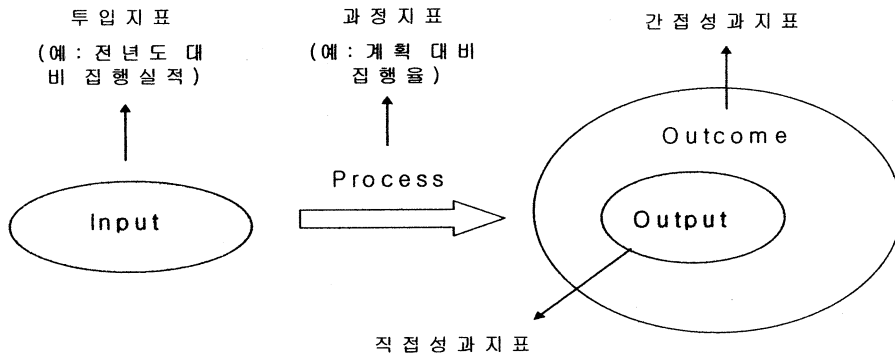 투입지표
(예:전년도 대
비 집행실적)
과정지표
(예: 계획 대비
집행율)
간접성과지표
Input
Process
Outcome
Output
직접성과지표